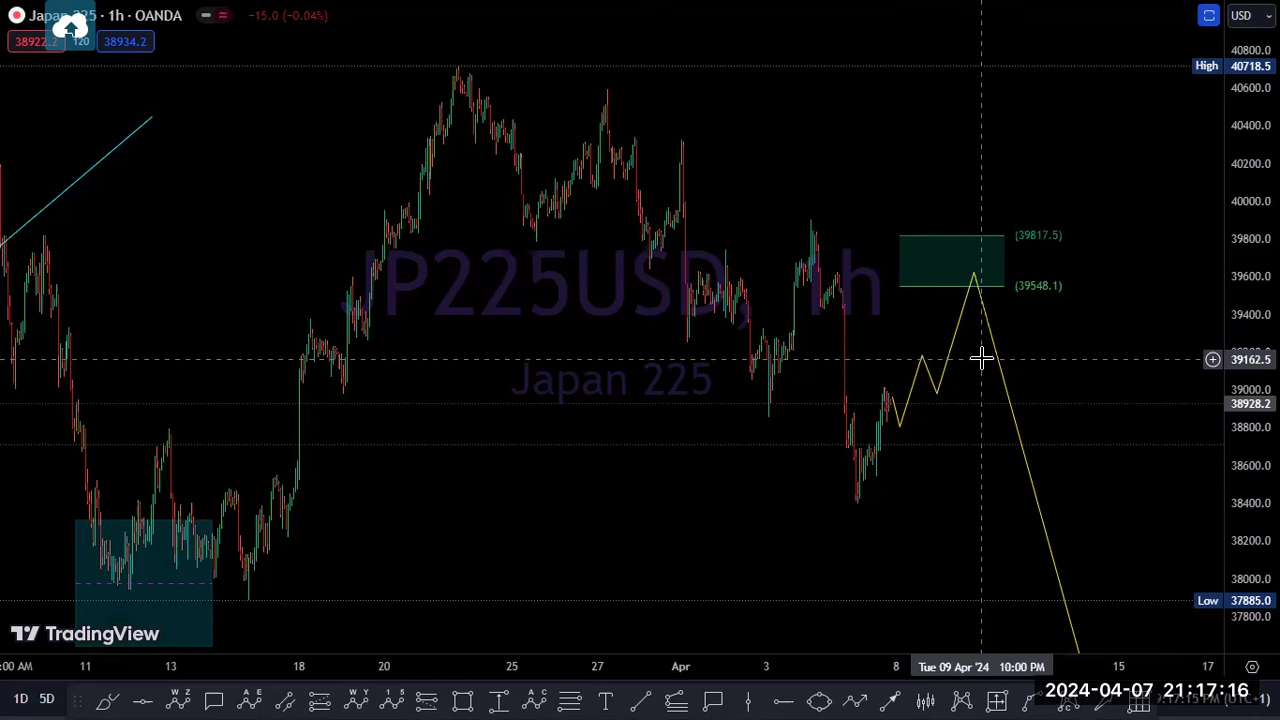 Japan 225 · 1h · OANDA
-15.0 (-0.04%)
USD
38922.2
120
38934.2
40800.0
High 40718.5
40600.0
40400.0
40200.0
40000.0
(39817.5)
39800.0
39600.0
(39548.1)
JP225USD, 1h
39400.0
39162.5
Japan 225
39000.0
38928.2
38800.0
38600.0
38400.0
38200.0
38000.0
Low 37885.0
37800.0
TradingView
:00 AM
11
13
18
20
25
27
Apr
3
8
Tue 09 Apr '24 10:00 PM
15
17
2024-04-07 21:17:16
1D
5D
W Z
A E
W Y
1 5
A C
T